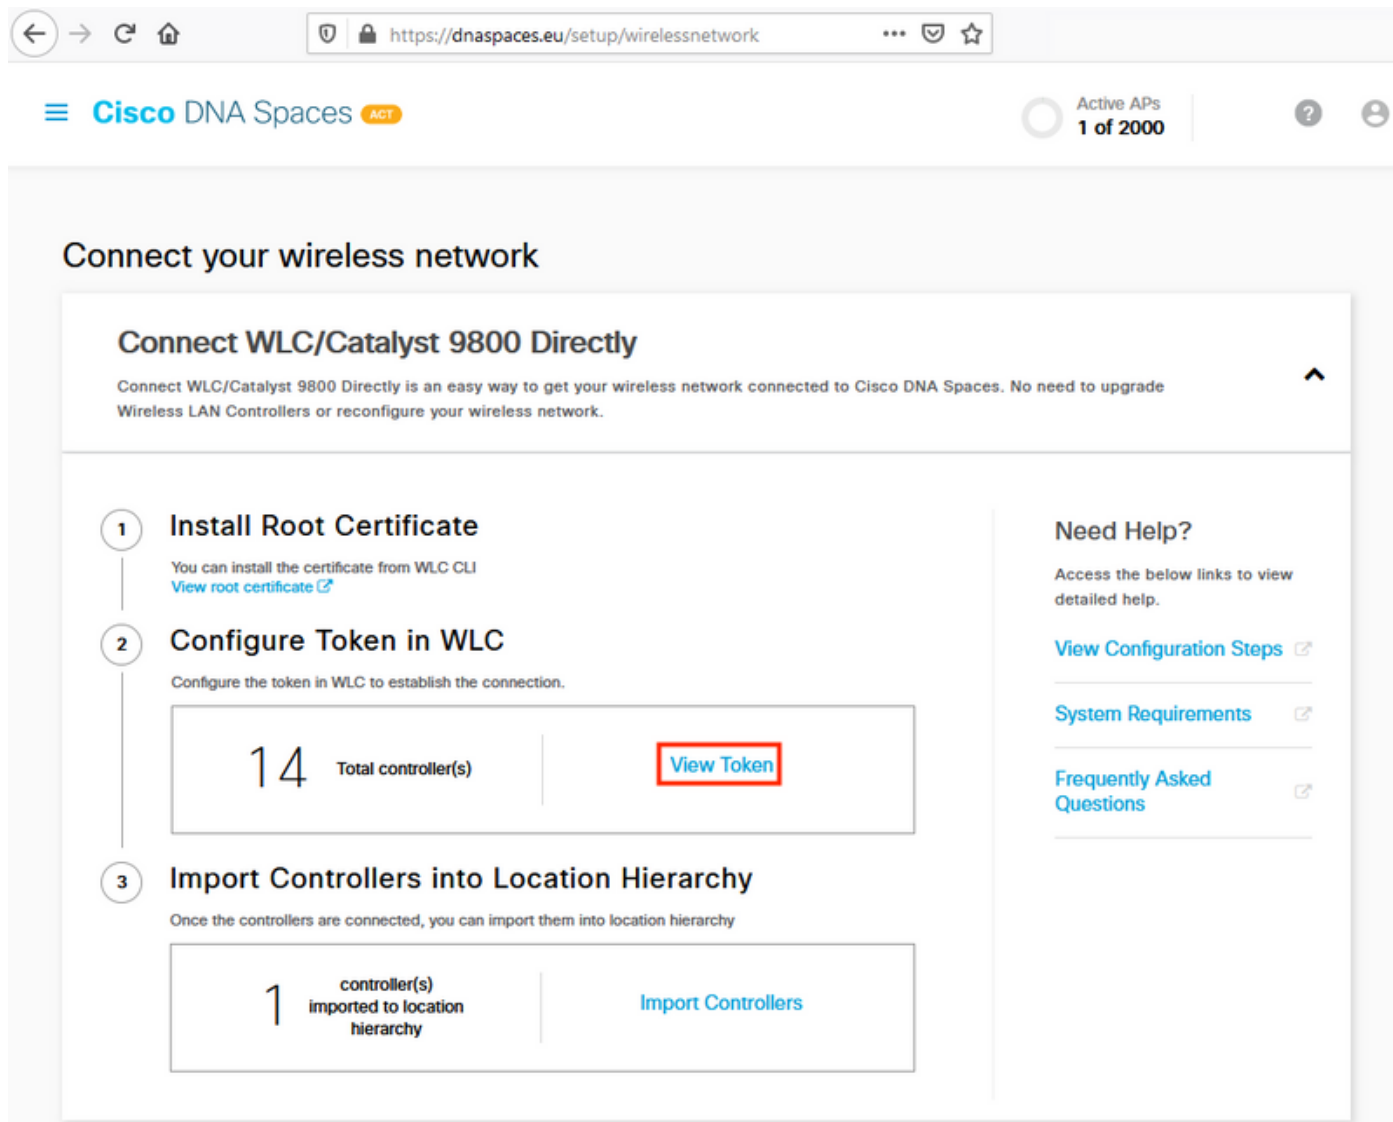 https://dnaspaces.eu/setup/wirelessnetwork
Cisco DNA Spaces ACT
Active APs
1 of 2000
?
Connect your wireless network
Connect WLC/Catalyst 9800 Directly
Connect WLC/Catalyst 9800 Directly is an easy way to get your wireless network connected to Cisco DNA Spaces. No need to upgrade
Wireless LAN Controllers or reconfigure your wireless network.
1 Install Root Certificate
You can install the certificate from WLC CLI
View root certificate
2 Configure Token in WLC
Configure the token in WLC to establish the connection.
14 Total controller(s)
View Token
3 Import Controllers into Location Hierarchy
Once the controllers are connected, you can import them into location hierarchy
1 controller(s)
imported to location
hierarchy
Import Controllers
Need Help?
Access the below links to view
detailed help.
View Configuration Steps
System Requirements
Frequently Asked
Questions